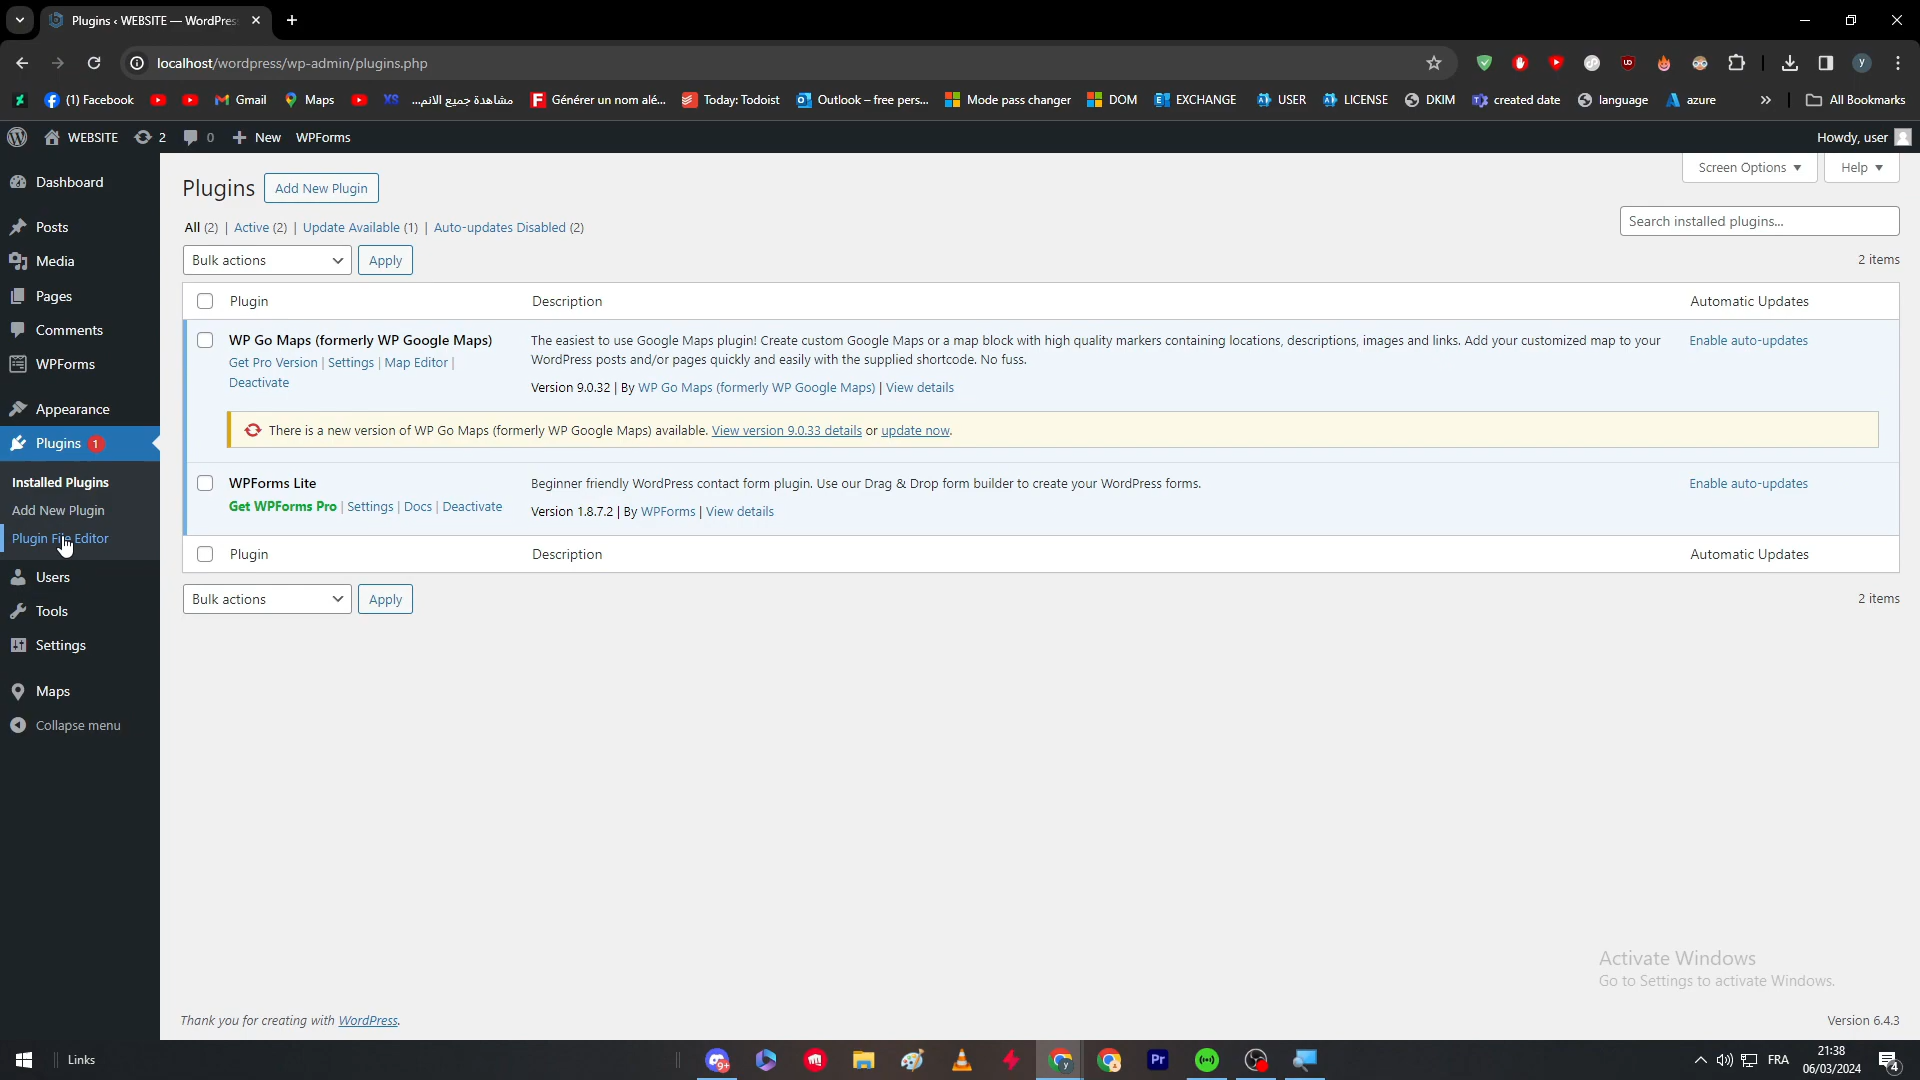 Plugins ‹ WEBSITE — WordPres
localhost/wordpress/wp-admin/plugins.php
(1) Facebook
Gmail
Maps
XS
مشاهدة جميع الانم...
Générer un nom alé...
Today: Todoist
Outlook – free pers...
Mode pass changer
DOM
EXCHANGE
USER
LICENSE
DKIM
created date
language
azure
All Bookmarks
WEBSITE
2
0
New
WPForms
Howdy, user
Dashboard
Posts
Media
Pages
Comments
WPForms
Appearance
Plugins 1
Installed Plugins
Add New Plugin
Plugin File Editor
Users
Tools
Settings
Maps
Collapse menu
Screen Options
Help
Plugins
Add New Plugin
All (2) | Active (2) | Update Available (1) | Auto-updates Disabled (2)
Search installed plugins...
Bulk actions
Apply
2 items
Plugin
Description
Automatic Updates
WP Go Maps (formerly WP Google Maps)
Get Pro Version | Settings | Map Editor |
Deactivate
The easiest to use Google Maps plugin! Create custom Google Maps or a map block with high quality markers containing locations, descriptions, images and links. Add your customized map to your
WordPress posts and/or pages quickly and easily with the supplied shortcode. No fuss.
Version 9.0.32 | By WP Go Maps (formerly WP Google Maps) | View details
Enable auto-updates
There is a new version of WP Go Maps (formerly WP Google Maps) available. View version 9.0.33 details or update now.
WPForms Lite
Get WPForms Pro | Settings | Docs | Deactivate
Beginner friendly WordPress contact form plugin. Use our Drag & Drop form builder to create your WordPress forms.
Version 1.8.7.2 | By WPForms | View details
Enable auto-updates
Plugin
Description
Automatic Updates
Bulk actions
Apply
2 items
Activate Windows
Go to Settings to activate Windows.
Thank you for creating with WordPress.
Version 6.4.3
Links
9+
Pr
FRA
21:38
06/03/2024
4